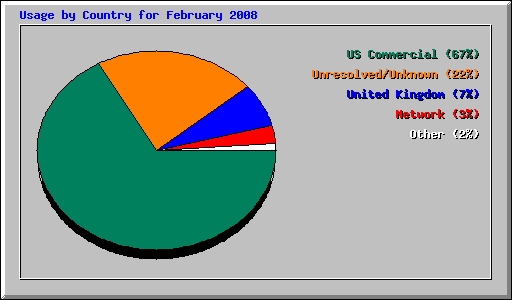 Usage by Country for February 2008
US Commercial (67%)
Unresolved/Unknown (22%)
United Kingdom (7%)
Network (3%)
Other (2%)